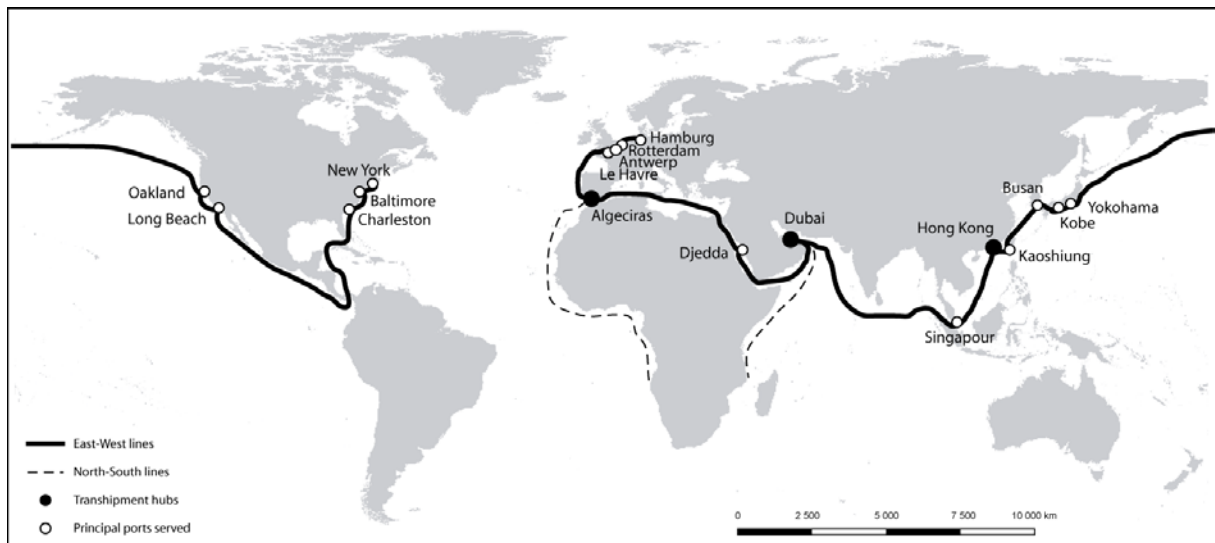 Hamburg
Rotterdam
Antwerp
Le Havre
New York
Oakland
Baltimore
Long Beach
Charleston
Algeciras
Dubai
Busan
Yokohama
Kobe
Hong Kong
Djedda
Kaoshiung
Singapour
East-West lines
North-South lines
Transhipment hubs
Principal ports served
0 2 500 5 000 7 500 10 000 km